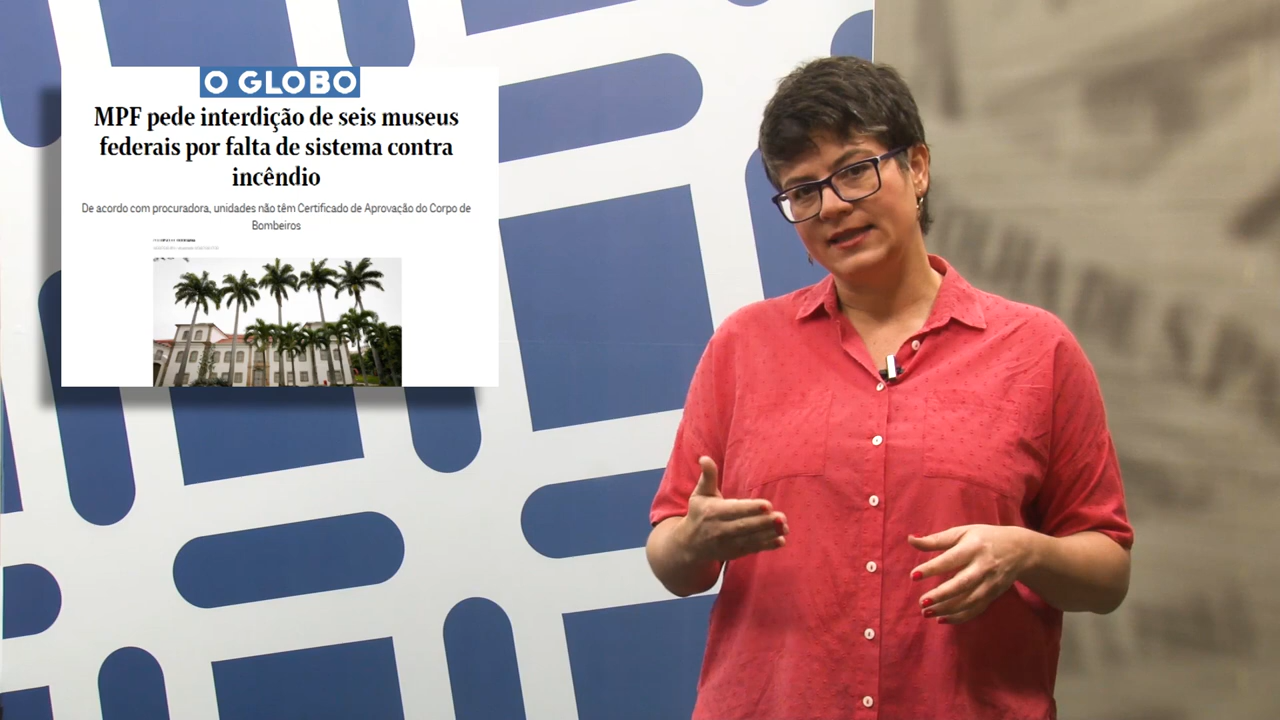 O GLOBO
MPF pede interdição de seis museus
federais por falta de sistema contra
incêndio
De acordo com procuradora, unidades não têm Certificado de Aprovação do Corpo de
Bombeiros